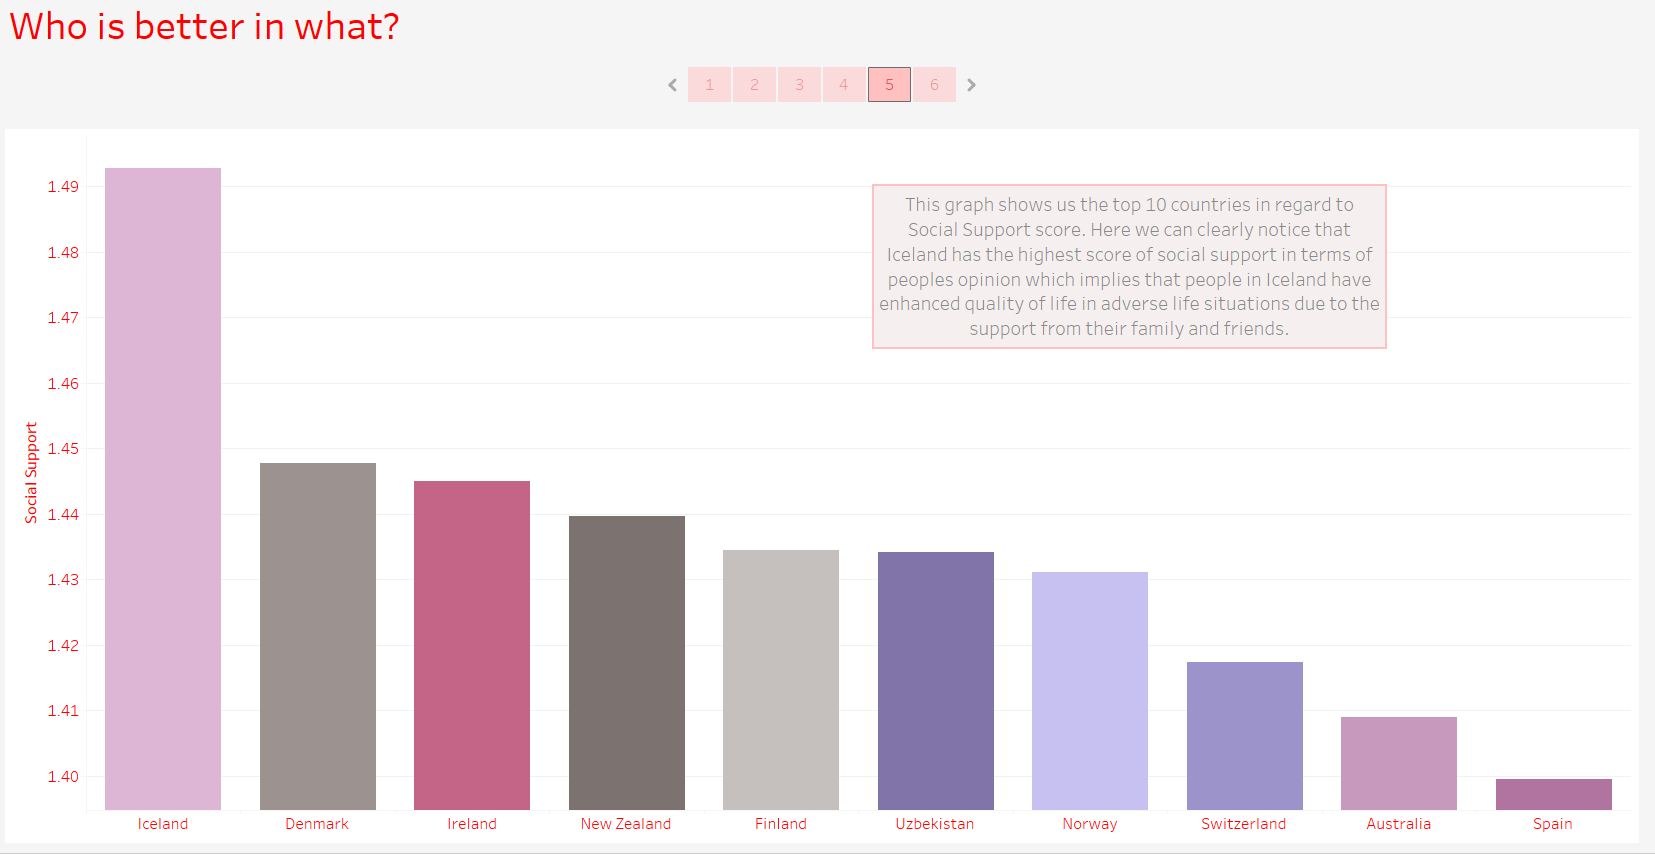 Who is better in what?
1 2 3 4 5 6
This graph shows us the top 10 countries in regard to
Social Support score. Here we can clearly notice that
Iceland has the highest score of social support in terms of
peoples opinion which implies that people in Iceland have
enhanced quality of life in adverse life situations due to the
support from their family and friends.
Social Support
1.49
1.48
1.47
1.46
1.45
1.44
1.43
1.42
1.41
1.40
Iceland Denmark Ireland New Zealand Finland Uzbekistan Norway Switzerland Australia Spain